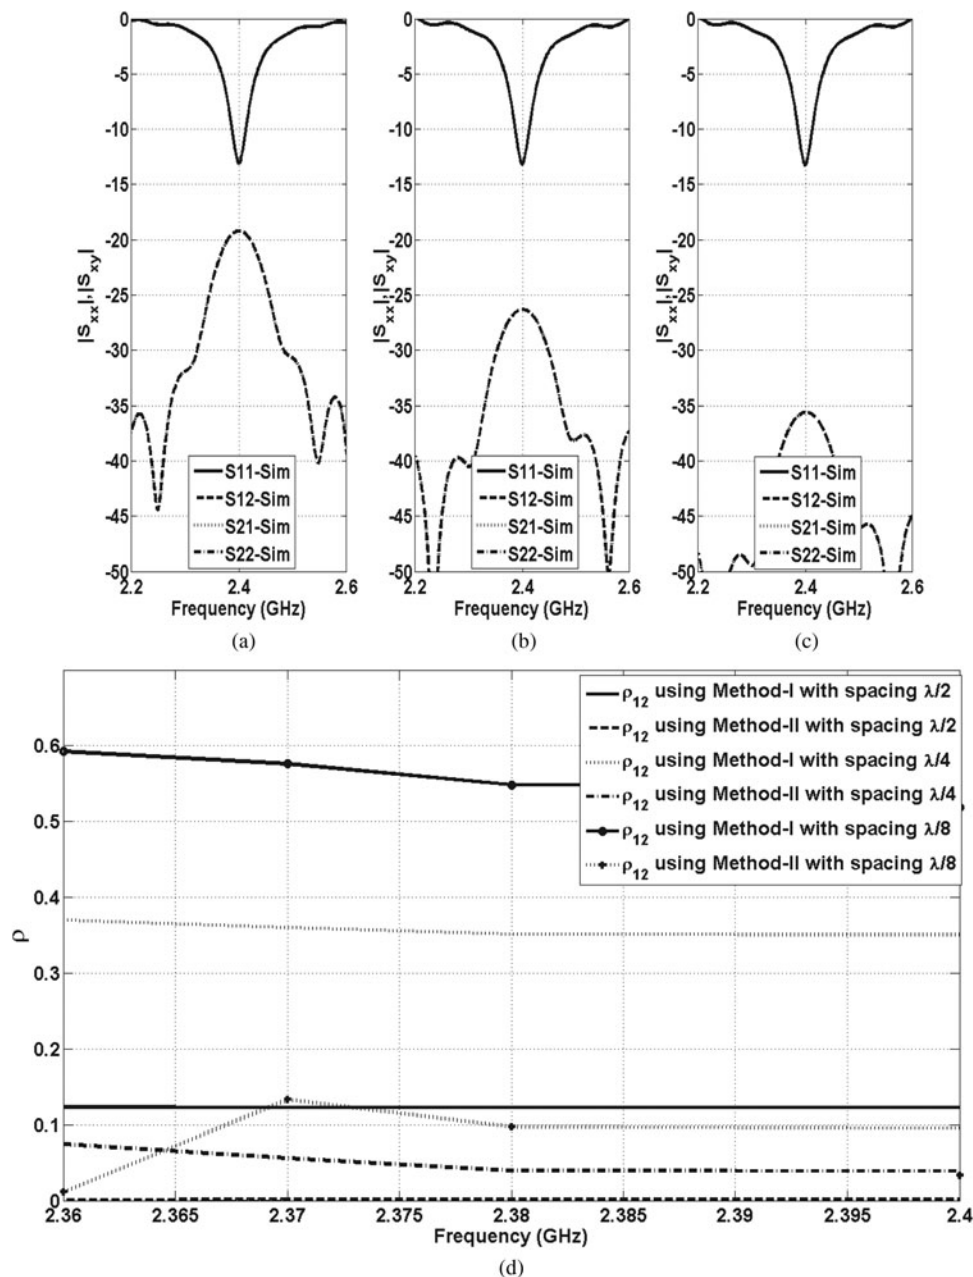 0
-5
-10
-15
-20
-25
-30
-35
-40
-45
-50
|S_xx|,|S_xy|
S11-Sim
S12-Sim
S21-Sim
S22-Sim
2.2 2.4 2.6
Frequency (GHz)
(a)
0
-5
-10
-15
-20
-25
-30
-35
-40
-45
-50
|S_xx|,|S_xy|
S11-Sim
S12-Sim
S21-Sim
S22-Sim
2.2 2.4 2.6
Frequency (GHz)
(b)
0
-5
-10
-15
-20
-25
-30
-35
-40
-45
-50
|S_xx|,|S_xy|
S11-Sim
S12-Sim
S21-Sim
S22-Sim
2.2 2.4 2.6
Frequency (GHz)
(c)
ρ12 using Method-I with spacing λ/2
ρ12 using Method-II with spacing λ/2
ρ12 using Method-I with spacing λ/4
ρ12 using Method-II with spacing λ/4
ρ12 using Method-I with spacing λ/8
ρ12 using Method-II with spacing λ/8
0.6
0.5
0.4
0.3
0.2
0.1
0
ρ
2.36 2.365 2.37 2.375 2.38 2.385 2.39 2.395 2.4
Frequency (GHz)
(d)